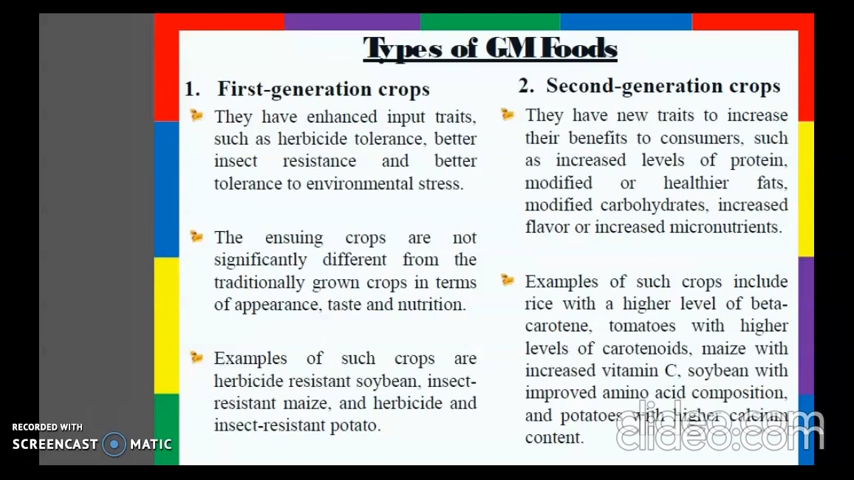 Types of GM Foods
1. First-generation crops
They have enhanced input traits,
such as herbicide tolerance, better
insect resistance and better
tolerance to environmental stress.
The ensuing crops are not
significantly different from the
traditionally grown crops in terms
of appearance, taste and nutrition.
Examples of such crops are
herbicide resistant soybean, insect-
resistant maize, and herbicide and
insect-resistant potato.
2. Second-generation crops
They have new traits to increase
their benefits to consumers, such
as increased levels of protein,
modified or healthier fats,
modified carbohydrates, increased
flavor or increased micronutrients.
Examples of such crops include
rice with a higher level of beta-
carotene, tomatoes with higher
levels of carotenoids, maize with
increased vitamin C, soybean with
improved amino acid composition,
and potatoes with higher calcium
content.
RECORDED WITH
SCREENCAST MATIC
clideo.com
clideo.com